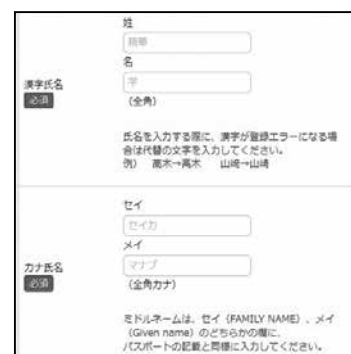 姓
精華
名
学
漢字氏名
必須
(全角)
氏名を入力する際に、漢字が登録エラーになる場
合は代替の文字を入力してください。
例) 髙木→高木 山﨑→山崎
セイ
セイカ
メイ
マナブ
カナ氏名
必須
(全角カナ)
ミドルネームは、セイ (FAMILY NAME) 、メイ
(Given name) のどちらかの欄に、
パスポートの記載と同様に入力してください。